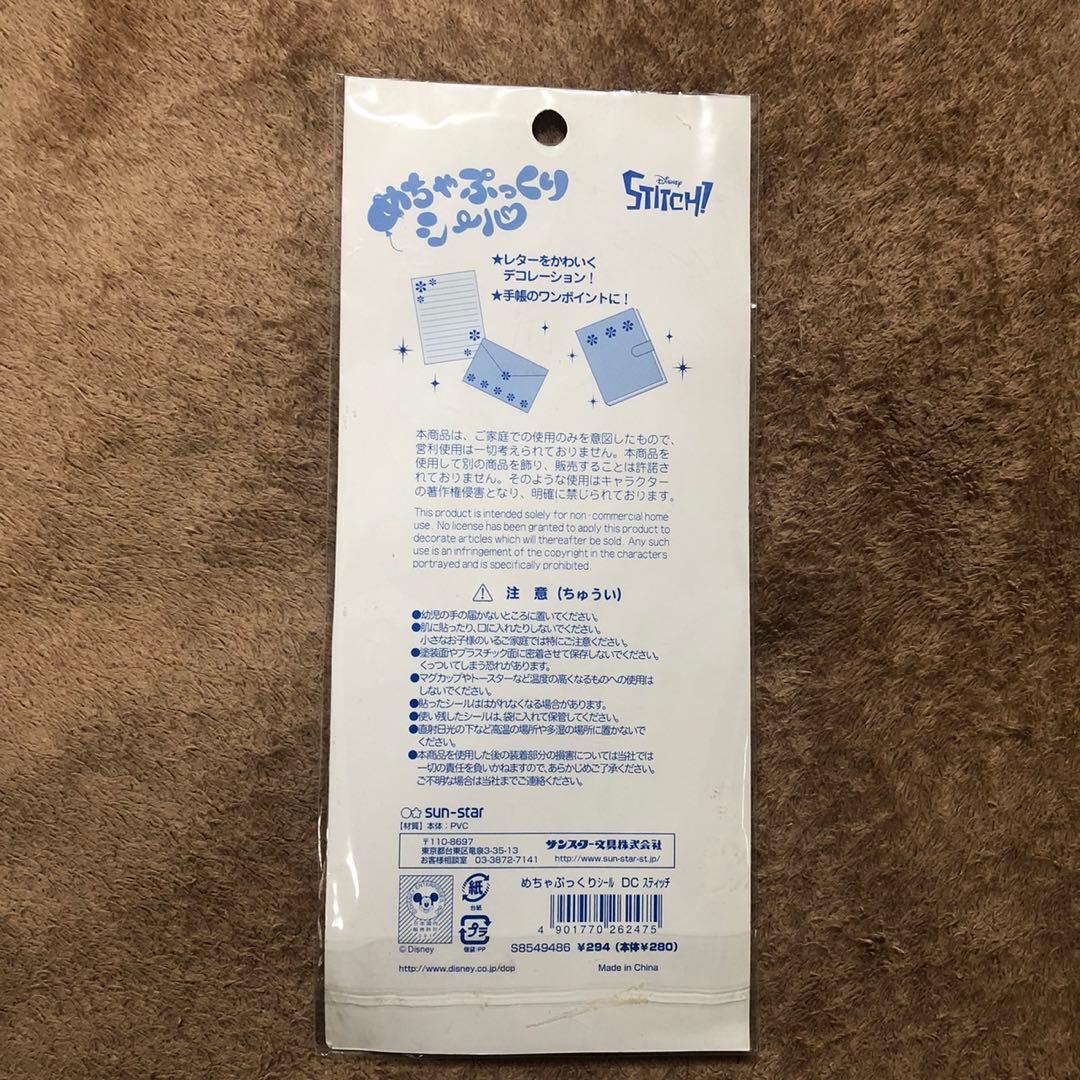 めちゃぷっくり
シール
Disney
STITCH!
★レターをかわいく
デコレーション!
★手帳のワンポイントに!
本商品は、ご家庭での使用のみを意図したもので、
営利使用は一切考えられておりません。本商品を
使用して別の商品を飾り、販売することは許諾さ
れておりません。そのような使用はキャラクター
の著作権侵害となり、明確に禁じられております。
This product is intended solely for non-commercial home
use. No license has been granted to apply this product to
decorate articles which will thereafter be sold. Any such
use is an infringement of the copyright in the characters
portrayed and is specifically prohibited.
注意(ちゅうい)
●幼児の手の届かないところに置いてください。
●肌に貼ったり、口に入れたりしないでください。
小さなお子様のいるご家庭では特にご注意ください。
●塗装面やプラスチック面に密着させて保存しないでください。
くっついてしまう恐れがあります。
●マグカップやトースターなど温度の高くなるものへの使用は
しないでください。
●貼ったシールははがれなくなる場合があります。
●使い残したシールは、袋に入れて保管してください。
●直射日光の下など高温の場所や多湿の場所に置かないで
ください。
●本商品を使用した後の装着部分の損害については当社では
一切の責任を負いかねますので、あらかじめご了承ください。
ご不明な場合は当社までご連絡ください。
sun-star
【材質】本体:PVC
〒110-8697
東京都台東区竜泉3-35-13
お客様相談室 03-3872-7141
サンスター文具株式会社
http://www.sun-star-st.jp/
紙
台紙
プラ
個袋:PP
© Disney
めちゃぷっくりシール DC スティッチ
4 901770 262475
S8549486 ¥294 (本体¥280)
http://www.disney.co.jp/dcp
Made in China